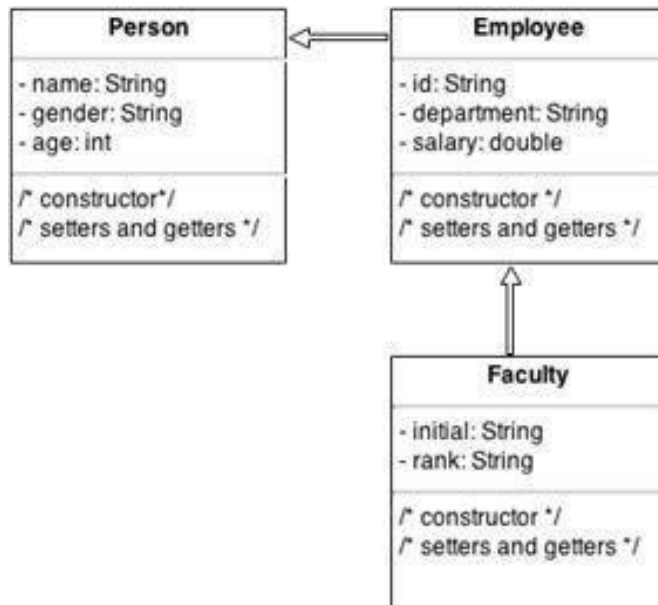 Person
- name: String
- gender: String
- age: int
/* constructor*/
/* setters and getters */
Employee
- id: String
- department: String
- salary: double
/* constructor */
/* setters and getters */
Faculty
- initial: String
- rank: String
/* constructor */
/* setters and getters */